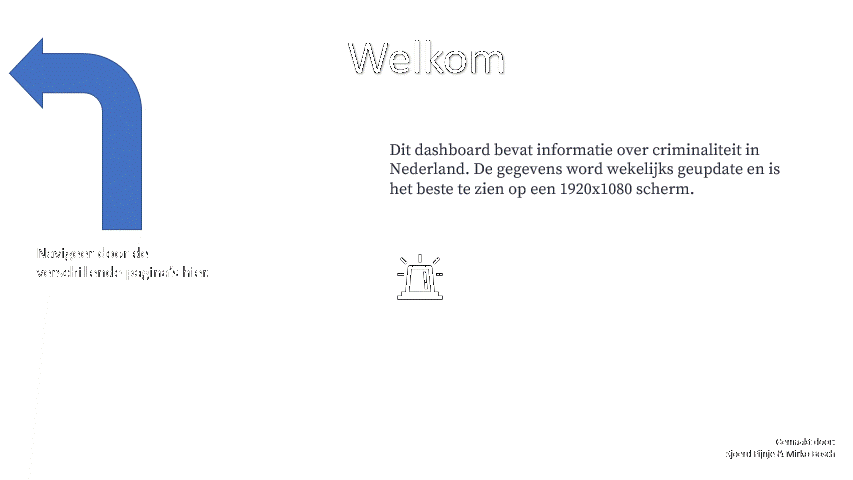 Welkom
Dit dashboard bevat informatie over criminaliteit in
Nederland. De gegevens word wekelijks geupdate en is
het beste te zien op een 1920x1080 scherm.
Navigeer door de
verschillende pagina's hier.
Gemaakt door:
Sjoerd & Mirko Bosch